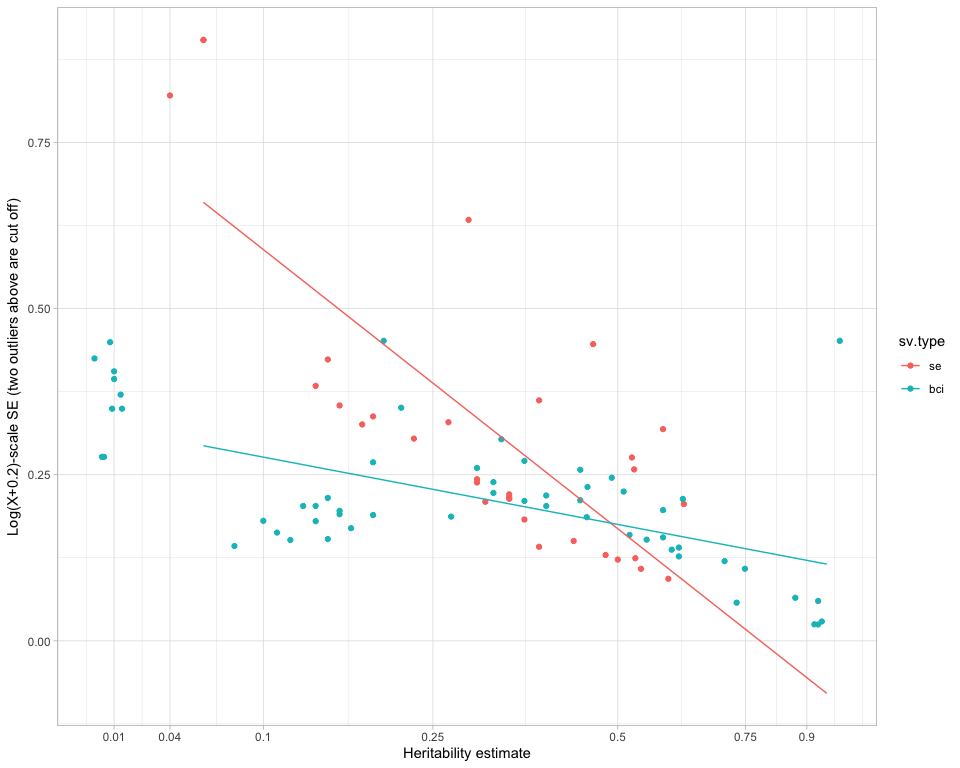 Log(X+0.2)-scale SE (two outliers above are cut off)
0.75
0.50
0.25
0.00
0.01 0.04 0.1 0.25 0.5 0.75 0.9
Heritability estimate
sv.type
se
bci